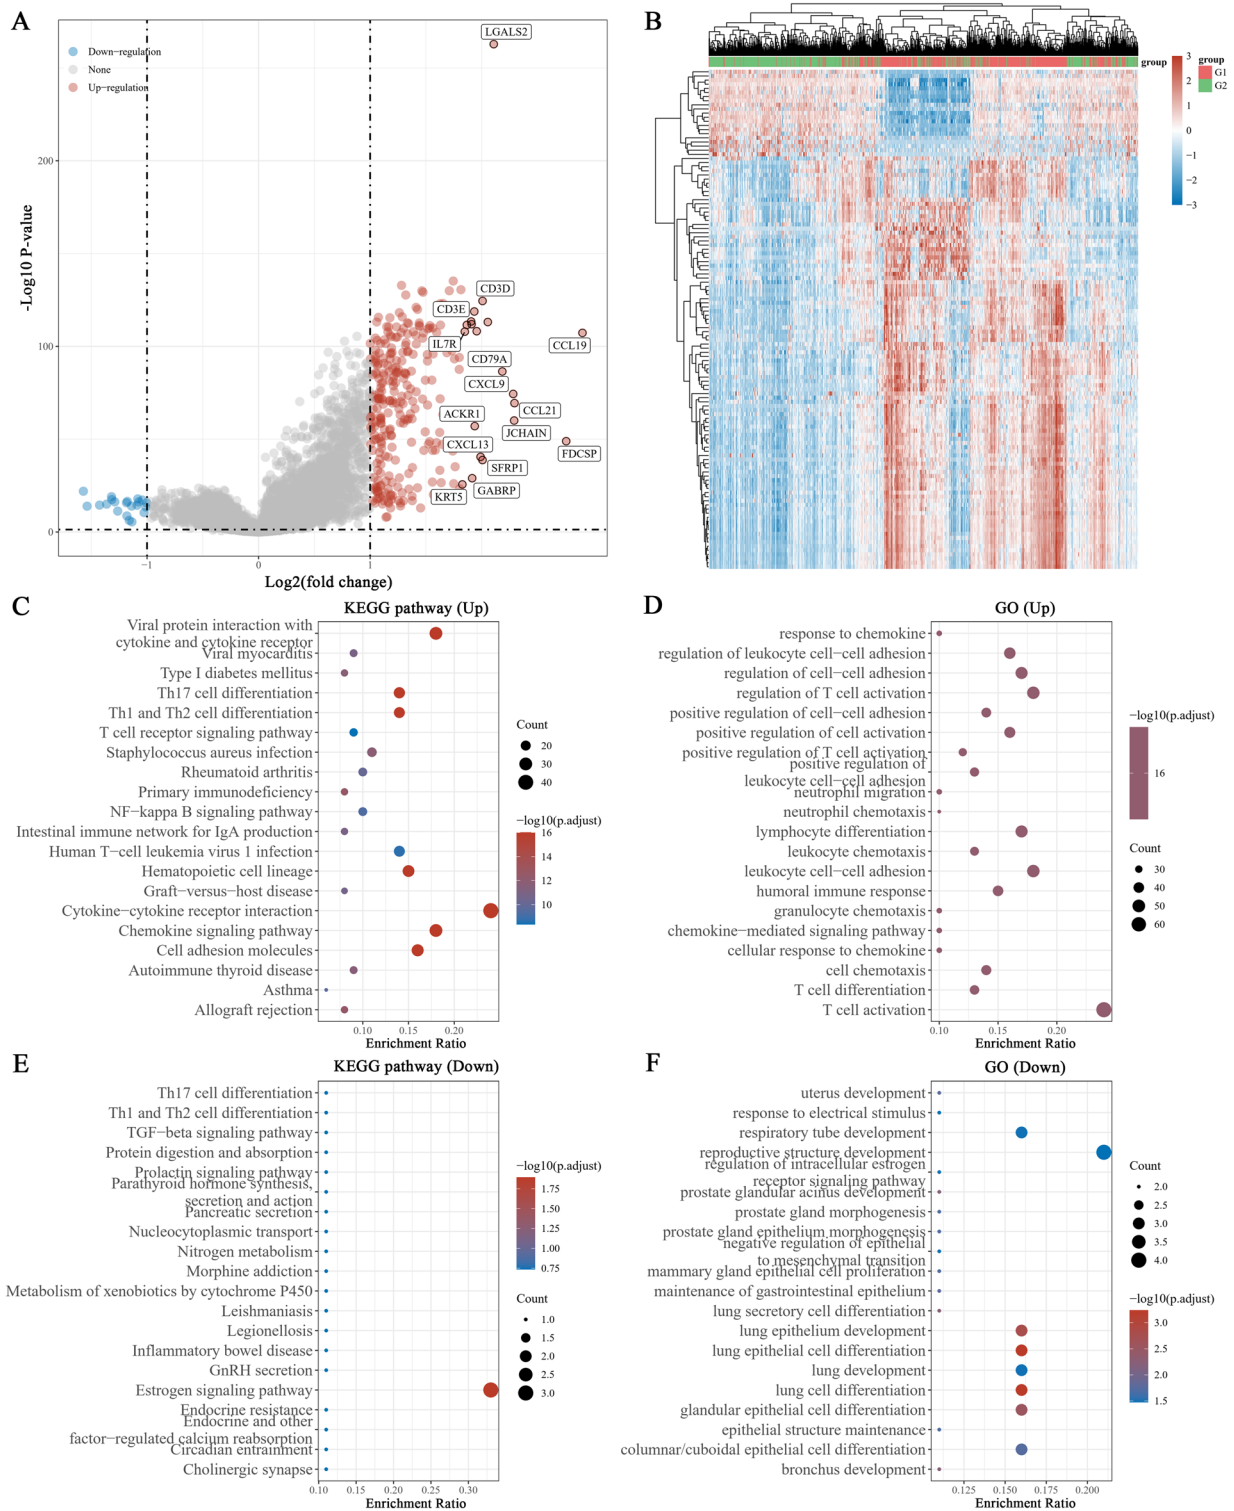 A
Down−regulation
None
Up−regulation
LGALS2
CD3D
CD3E
IL7R
CCL19
CD79A
CXCL9
CCL21
ACKR1
JCHAIN
CXCL13
FDCSP
SFRP1
KRT5
GABRP
200
100
0
-Log10 P-value
−1
0
1
Log2(fold change)
B
group
3
2
1
0
−1
−2
−3
group
G1
G2
C
KEGG pathway (Up)
Viral protein interaction with
cytokine and cytokine receptor
Viral myocarditis
Type I diabetes mellitus
Th17 cell differentiation
Th1 and Th2 cell differentiation
T cell receptor signaling pathway
Staphylococcus aureus infection
Rheumatoid arthritis
Primary immunodeficiency
NF−kappa B signaling pathway
Intestinal immune network for IgA production
Human T−cell leukemia virus 1 infection
Hematopoietic cell lineage
Graft−versus−host disease
Cytokine−cytokine receptor interaction
Chemokine signaling pathway
Cell adhesion molecules
Autoimmune thyroid disease
Asthma
Allograft rejection
0.10
0.15
0.20
Enrichment Ratio
Count
20
30
40
−log10(p.adjust)
16
14
12
10
D
GO (Up)
response to chemokine
regulation of leukocyte cell−cell adhesion
regulation of cell−cell adhesion
regulation of T cell activation
positive regulation of cell−cell adhesion
positive regulation of cell activation
positive regulation of T cell activation
positive regulation of
leukocyte cell−cell adhesion
neutrophil migration
neutrophil chemotaxis
lymphocyte differentiation
leukocyte chemotaxis
leukocyte cell−cell adhesion
humoral immune response
granulocyte chemotaxis
chemokine−mediated signaling pathway
cellular response to chemokine
cell chemotaxis
T cell differentiation
T cell activation
0.10
0.15
0.20
Enrichment Ratio
−log10(p.adjust)
16
Count
30
40
50
60
E
KEGG pathway (Down)
Th17 cell differentiation
Th1 and Th2 cell differentiation
TGF−beta signaling pathway
Protein digestion and absorption
Prolactin signaling pathway
Parathyroid hormone synthesis,
secretion and action
Pancreatic secretion
Nucleocytoplasmic transport
Nitrogen metabolism
Morphine addiction
Metabolism of xenobiotics by cytochrome P450
Leishmaniasis
Legionellosis
Inflammatory bowel disease
GnRH secretion
Estrogen signaling pathway
Endocrine resistance
Endocrine and other
factor−regulated calcium reabsorption
Circadian entrainment
Cholinergic synapse
0.10
0.15
0.20
0.25
0.30
Enrichment Ratio
−log10(p.adjust)
1.75
1.50
1.25
1.00
0.75
Count
1.0
1.5
2.0
2.5
3.0
F
GO (Down)
uterus development
response to electrical stimulus
respiratory tube development
reproductive structure development
regulation of intracellular estrogen
receptor signaling pathway
prostate glandular acinus development
prostate gland morphogenesis
prostate gland epithelium morphogenesis
negative regulation of epithelial
to mesenchymal transition
mammary gland epithelial cell proliferation
maintenance of gastrointestinal epithelium
lung secretory cell differentiation
lung epithelium development
lung epithelial cell differentiation
lung development
lung cell differentiation
glandular epithelial cell differentiation
epithelial structure maintenance
columnar/cuboidal epithelial cell differentiation
bronchus development
0.125
0.150
0.175
0.200
Enrichment Ratio
Count
2.0
2.5
3.0
3.5
4.0
−log10(p.adjust)
3.0
2.5
2.0
1.5